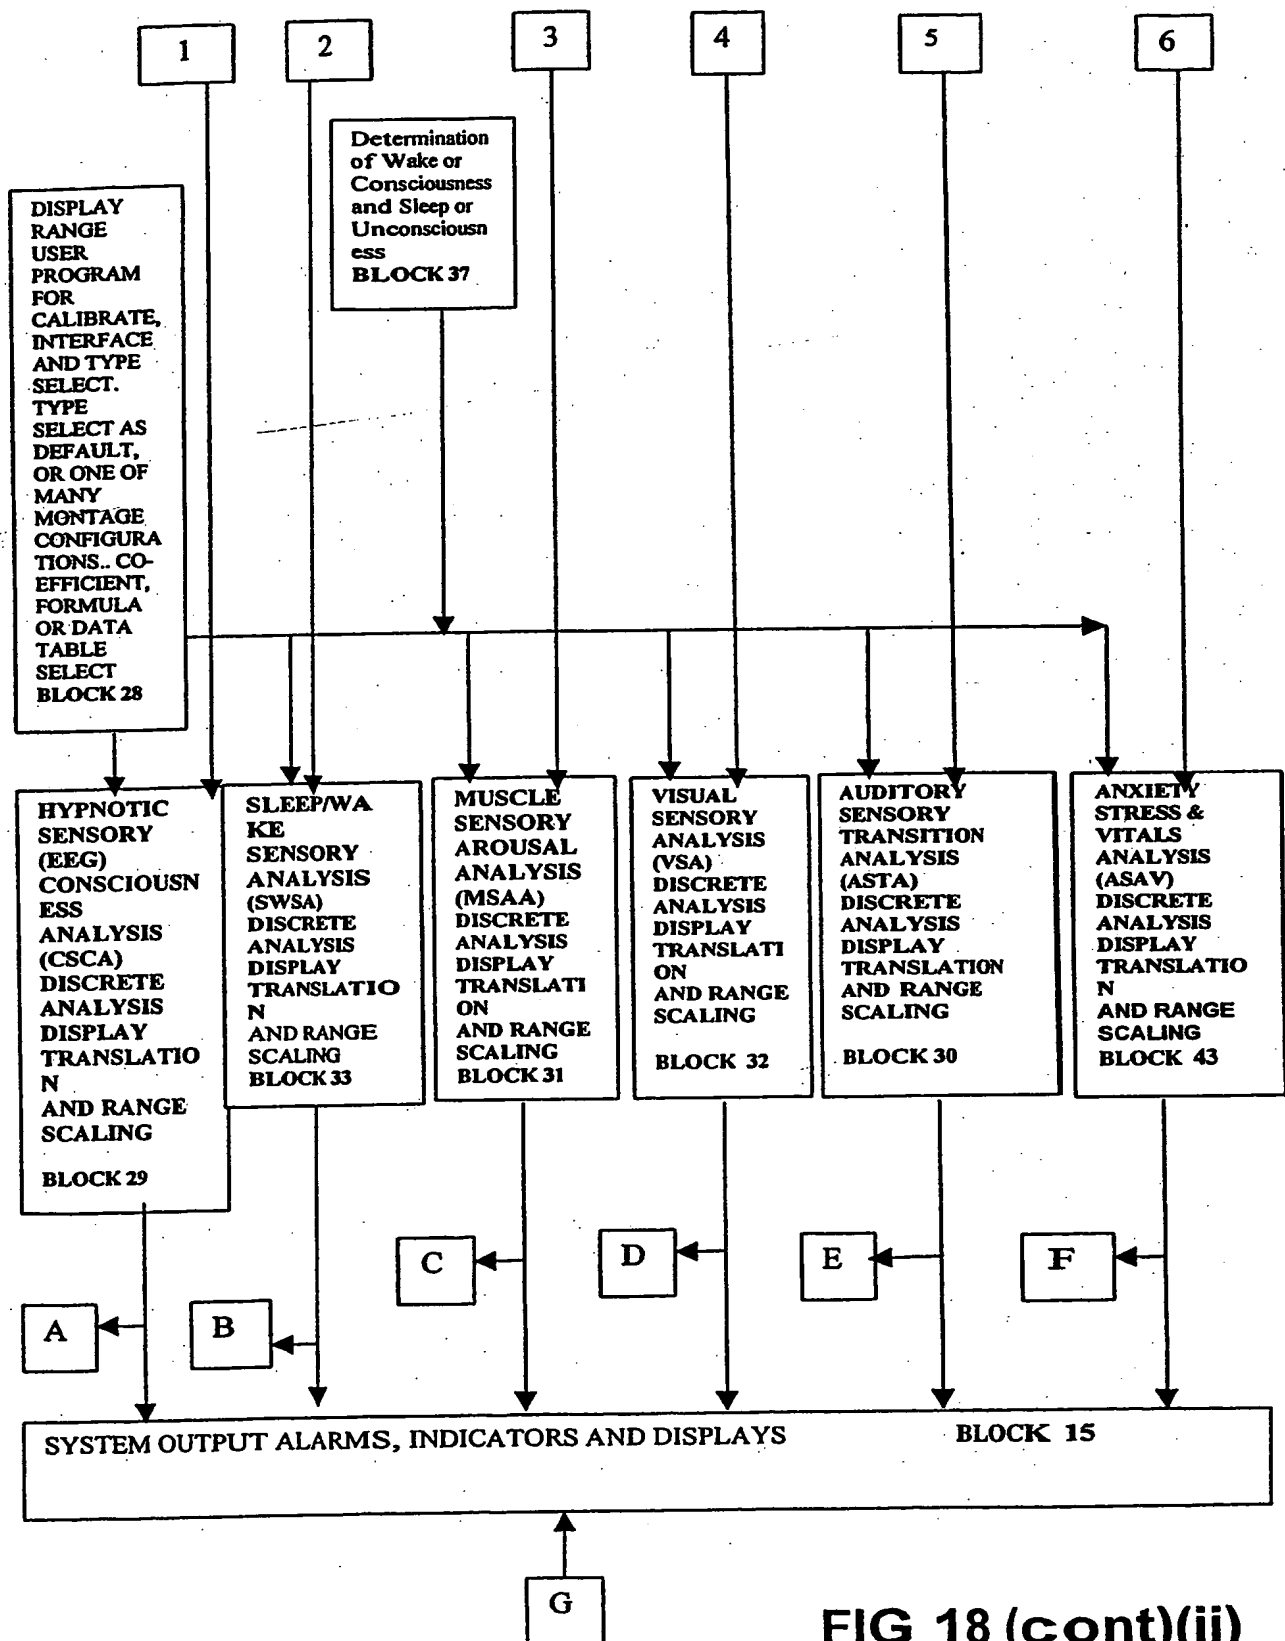 1
2
3
4
5
6
Determination
of Wake or
Consciousness
and Sleep or
Unconsciousn
ess
BLOCK 37
DISPLAY
RANGE
USER
PROGRAM
FOR
CALIBRATE,
INTERFACE
AND TYPE
SELECT.
TYPE
SELECT AS
DEFAULT,
OR ONE OF
MANY
MONTAGE
CONFIGURA
TIONS.. CO-
EFFICIENT,
FORMULA
OR DATA
TABLE
SELECT
BLOCK 28
HYPNOTIC
SENSORY
(EEG)
CONSCIOUSN
ESS
ANALYSIS
(CSCA)
DISCRETE
ANALYSIS
DISPLAY
TRANSLATIO
N
AND RANGE
SCALING
BLOCK 29
SLEEP/WA
KE
SENSORY
ANALYSIS
(SWSA)
DISCRETE
ANALYSIS
DISPLAY
TRANSLATIO
N
AND RANGE
SCALING
BLOCK 33
MUSCLE
SENSORY
AROUSAL
ANALYSIS
(MSAA)
DISCRETE
ANALYSIS
DISPLAY
TRANSLATI
ON
AND RANGE
SCALING
BLOCK 31
VISUAL
SENSORY
ANALYSIS
(VSA)
DISCRETE
ANALYSIS
DISPLAY
TRANSLATI
ON
AND RANGE
SCALING
BLOCK 32
AUDITORY
SENSORY
TRANSITION
ANALYSIS
(ASTA)
DISCRETE
ANALYSIS
DISPLAY
TRANSLATION
AND RANGE
SCALING
BLOCK 30
ANXIETY
STRESS &
VITALS
ANALYSIS
(ASAV)
DISCRETE
ANALYSIS
DISPLAY
TRANSLATIO
N
AND RANGE
SCALING
BLOCK 43
A
B
C
D
E
F
SYSTEM OUTPUT ALARMS, INDICATORS AND DISPLAYS BLOCK 15
G
FIG 18 (cont)(ii)